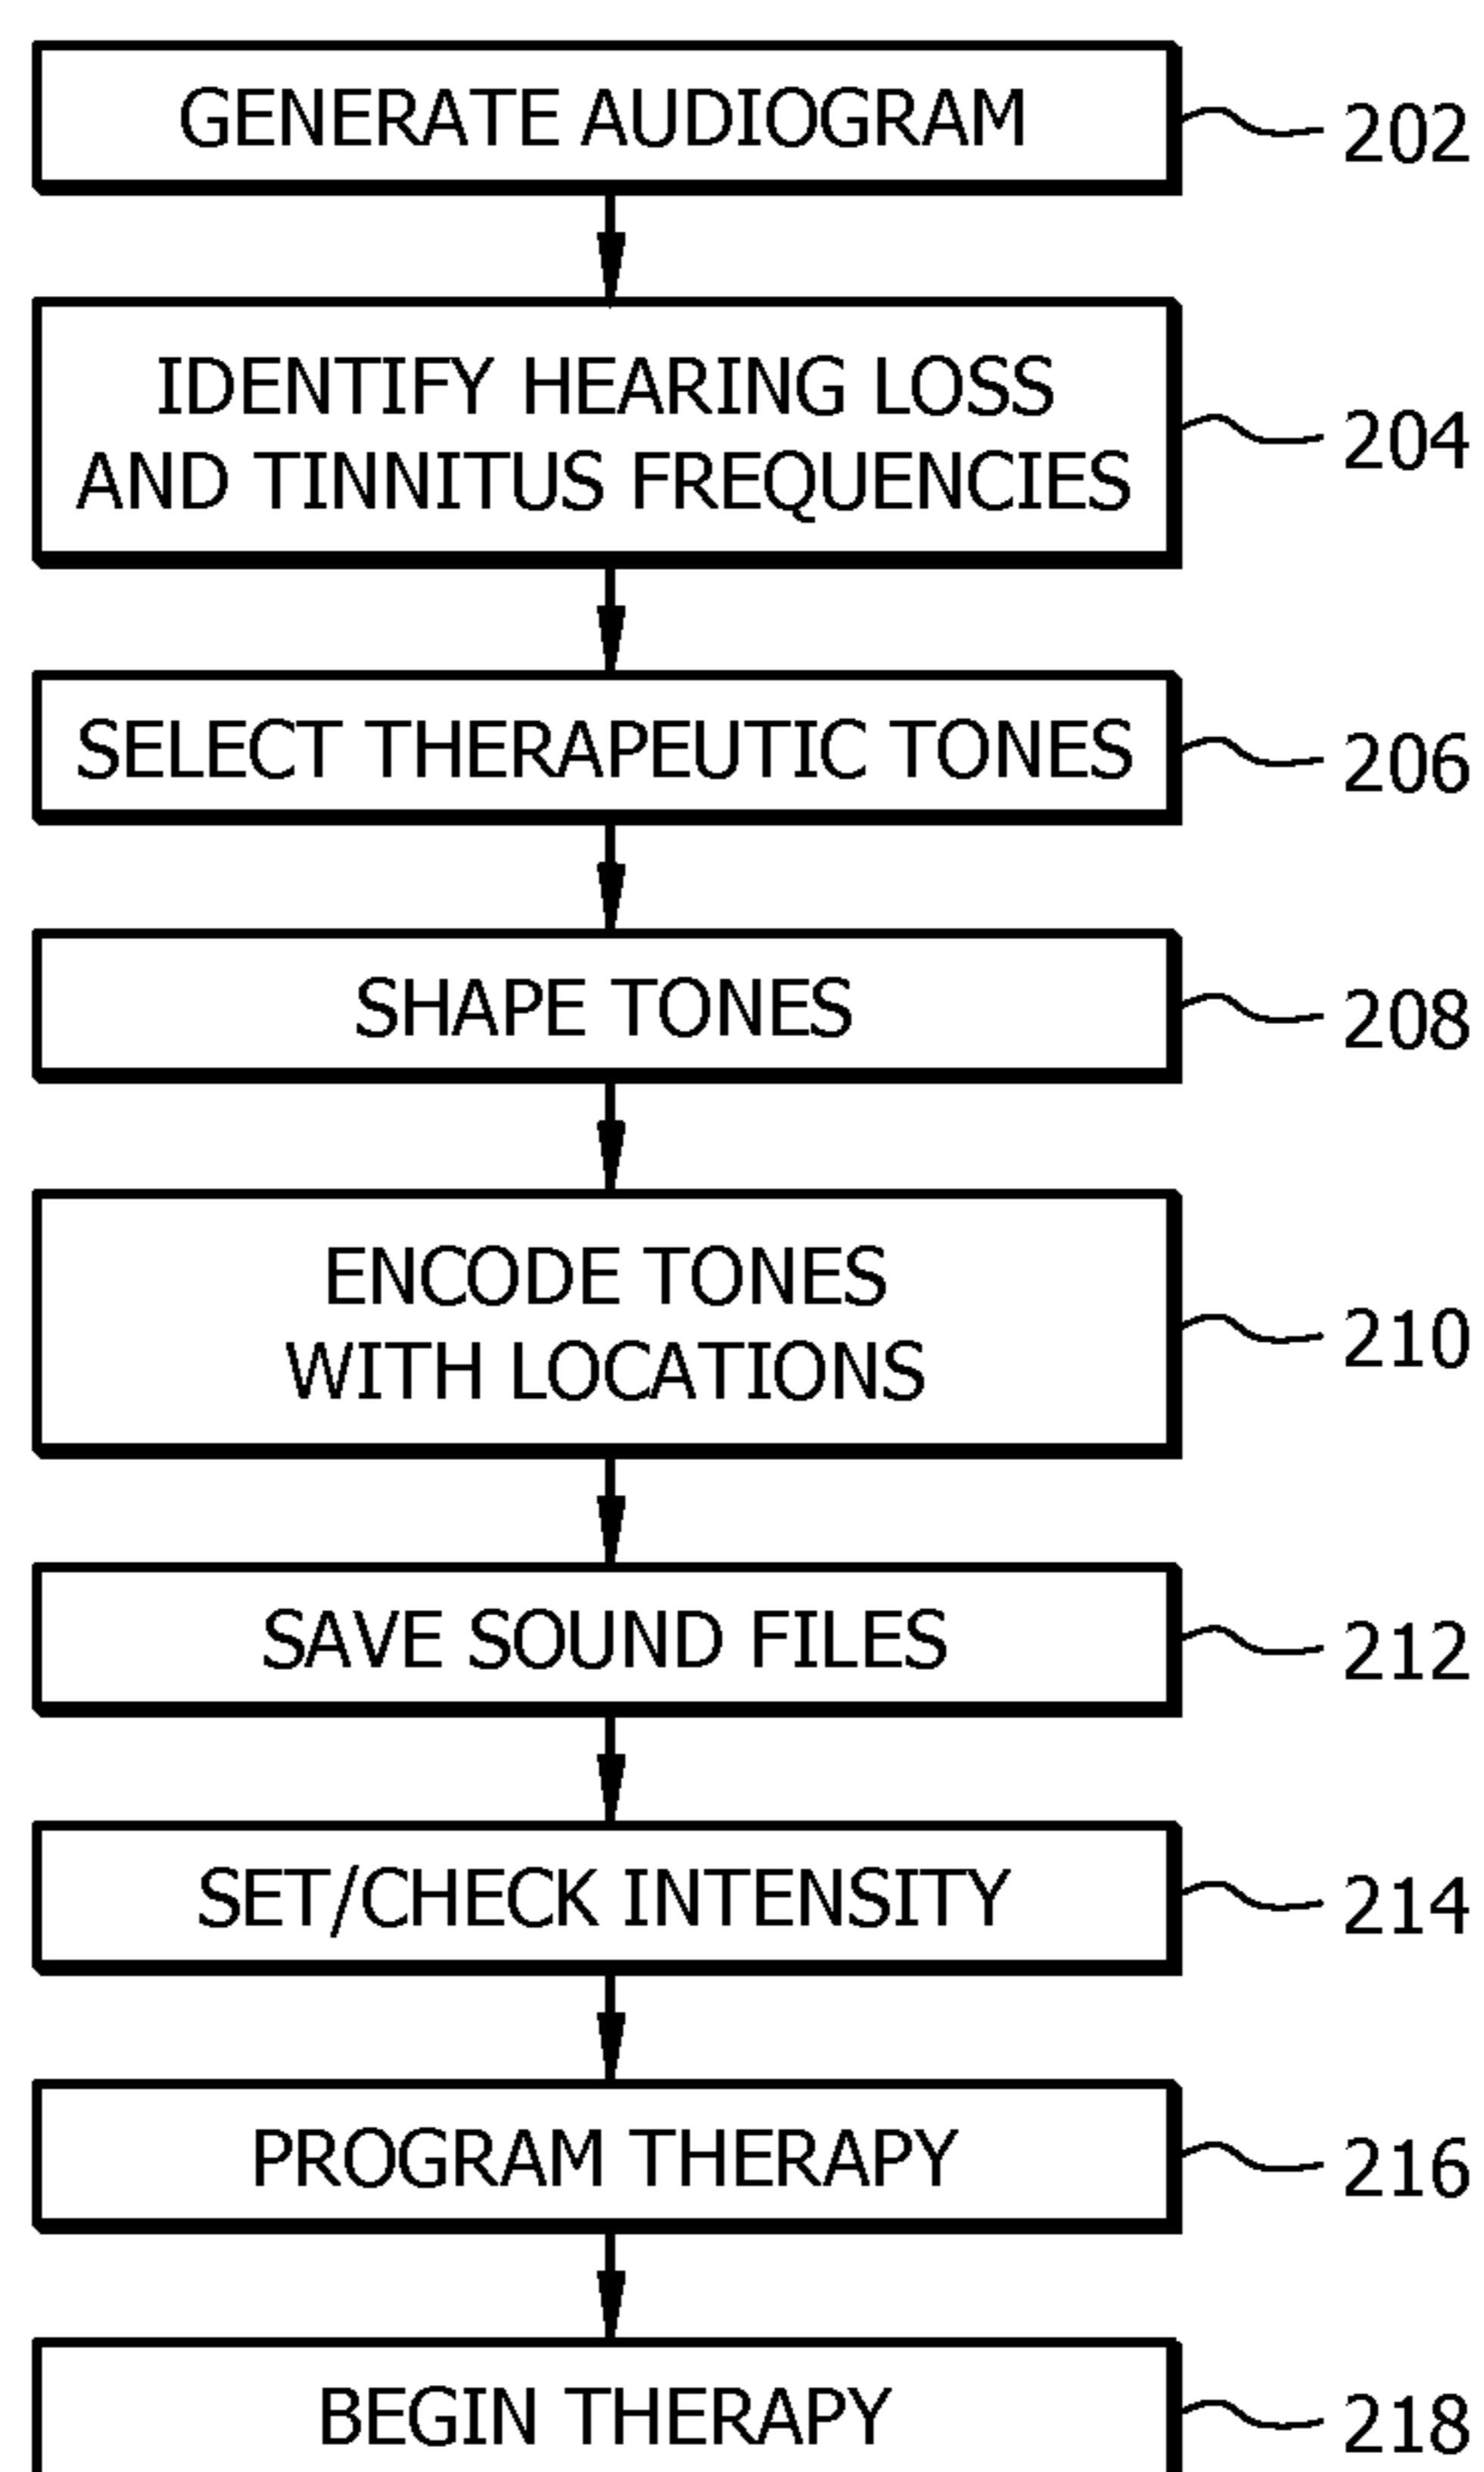 GENERATE AUDIOGRAM
202
IDENTIFY HEARING LOSS
AND TINNITUS FREQUENCIES
204
SELECT THERAPEUTIC TONES
206
SHAPE TONES
208
ENCODE TONES
WITH LOCATIONS
210
SAVE SOUND FILES
212
SET/CHECK INTENSITY
214
PROGRAM THERAPY
216
BEGIN THERAPY
218